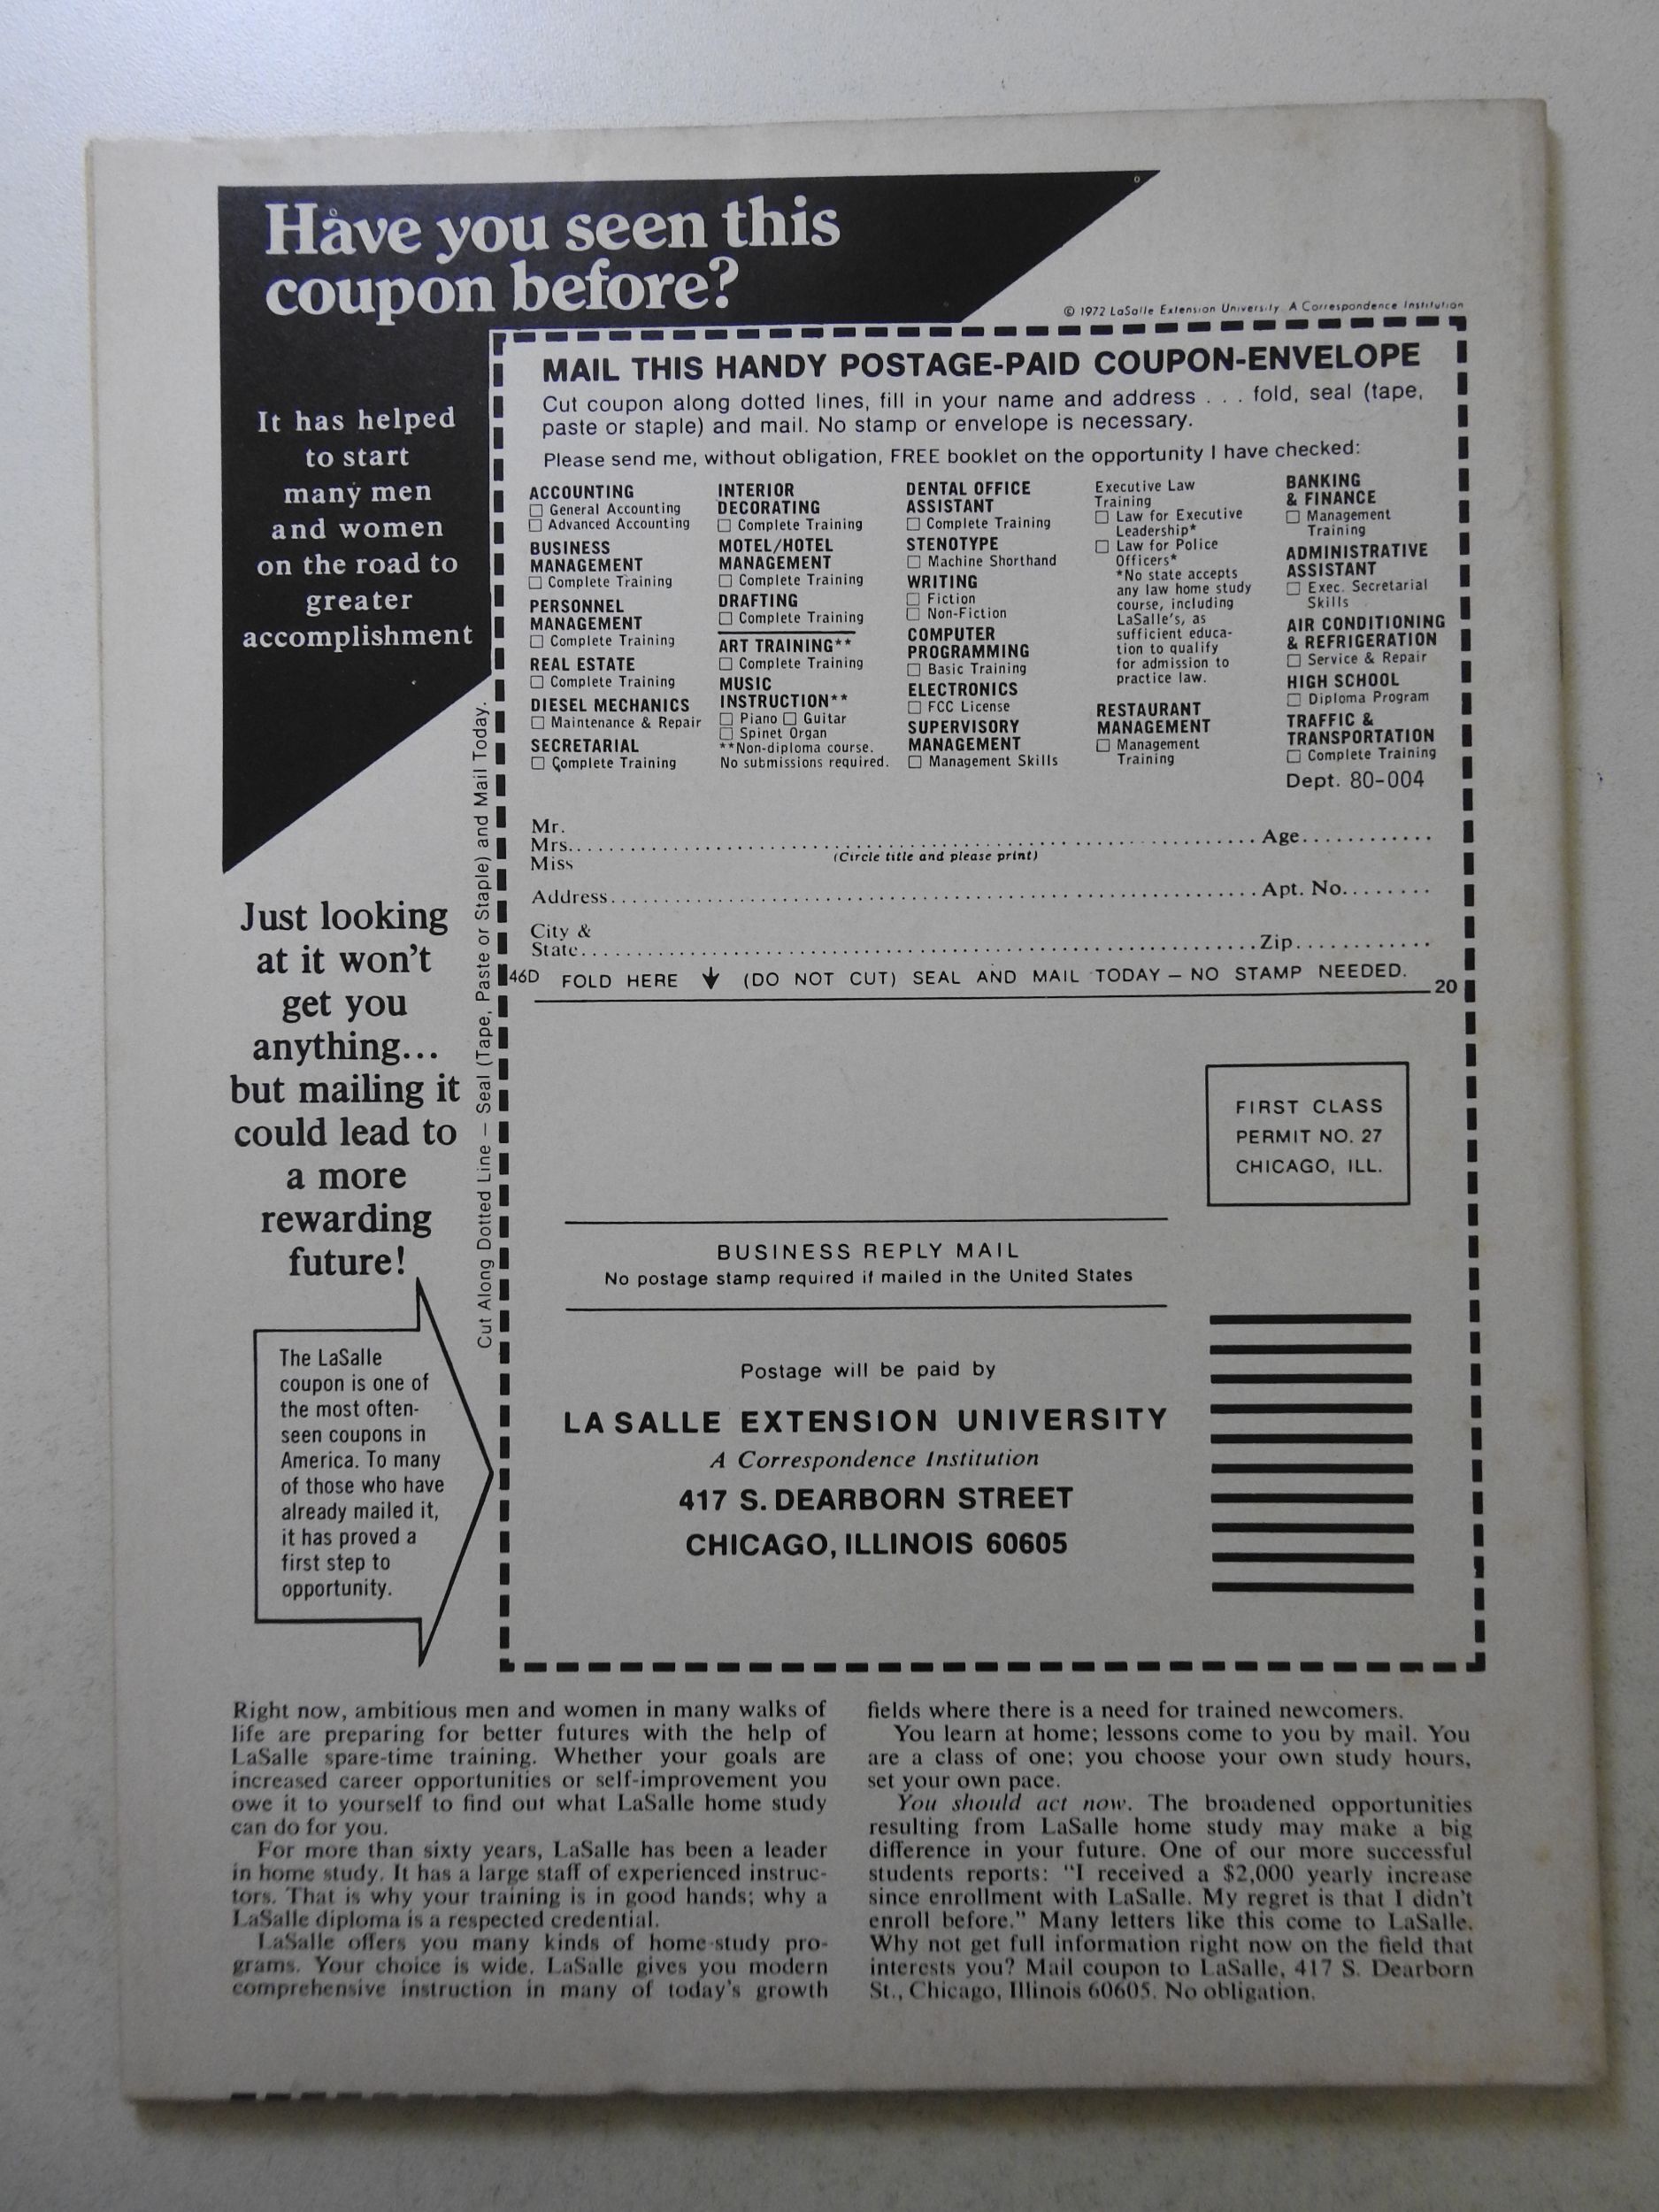 Have you seen this
coupon before?
It has helped
to start
many men
and women
on the road to
greater
accomplishment
Just looking
at it won't
get you
anything...
but mailing it
could lead to
a more
rewarding
future!
The LaSalle
coupon is one of
the most often-
seen coupons in
America. To many
of those who have
already mailed it,
it has proved a
first step to
opportunity.
Cut Along Dotted Line — Seal (Tape, Paste or Staple) and Mail Today.
© 1972 LaSalle Extension University A Correspondence Institution
MAIL THIS HANDY POSTAGE-PAID COUPON-ENVELOPE
Cut coupon along dotted lines, fill in your name and address . . . fold, seal (tape,
paste or staple) and mail. No stamp or envelope is necessary.
Please send me, without obligation, FREE booklet on the opportunity I have checked:
ACCOUNTING
☐ General Accounting
☐ Advanced Accounting
BUSINESS
MANAGEMENT
☐ Complete Training
PERSONNEL
MANAGEMENT
☐ Complete Training
REAL ESTATE
☐ Complete Training
DIESEL MECHANICS
☐ Maintenance & Repair
SECRETARIAL
☐ Complete Training
INTERIOR
DECORATING
☐ Complete Training
MOTEL/HOTEL
MANAGEMENT
☐ Complete Training
DRAFTING
☐ Complete Training
ART TRAINING**
☐ Complete Training
MUSIC
INSTRUCTION**
☐ Piano ☐ Guitar
☐ Spinet Organ
**Non-diploma course.
No submissions required.
DENTAL OFFICE
ASSISTANT
☐ Complete Training
STENOTYPE
☐ Machine Shorthand
WRITING
☐ Fiction
☐ Non-Fiction
COMPUTER
PROGRAMMING
☐ Basic Training
ELECTRONICS
☐ FCC License
SUPERVISORY
MANAGEMENT
☐ Management Skills
Executive Law
Training
☐ Law for Executive
Leadership*
☐ Law for Police
Officers*
*No state accepts
any law home study
course, including
LaSalle's, as
sufficient educa-
tion to qualify
for admission to
practice law.
RESTAURANT
MANAGEMENT
☐ Management
Training
BANKING
& FINANCE
☐ Management
Training
ADMINISTRATIVE
ASSISTANT
☐ Exec. Secretarial
Skills
AIR CONDITIONING
& REFRIGERATION
☐ Service & Repair
HIGH SCHOOL
☐ Diploma Program
TRAFFIC &
TRANSPORTATION
☐ Complete Training
Dept. 80-004
Mr.
Mrs. Age
Miss (Circle title and please print)
Address Apt. No.
City &
State Zip
46D FOLD HERE ↓ (DO NOT CUT) SEAL AND MAIL TODAY — NO STAMP NEEDED. 20
FIRST CLASS
PERMIT NO. 27
CHICAGO, ILL.
BUSINESS REPLY MAIL
No postage stamp required if mailed in the United States
Postage will be paid by
LA SALLE EXTENSION UNIVERSITY
A Correspondence Institution
417 S. DEARBORN STREET
CHICAGO, ILLINOIS 60605
Right now, ambitious men and women in many walks of
life are preparing for better futures with the help of
LaSalle spare-time training. Whether your goals are
increased career opportunities or self-improvement you
owe it to yourself to find out what LaSalle home study
can do for you.
For more than sixty years, LaSalle has been a leader
in home study. It has a large staff of experienced instruc-
tors. That is why your training is in good hands; why a
LaSalle diploma is a respected credential.
LaSalle offers you many kinds of home-study pro-
grams. Your choice is wide. LaSalle gives you modern
comprehensive instruction in many of today's growth
fields where there is a need for trained newcomers.
You learn at home; lessons come to you by mail. You
are a class of one; you choose your own study hours,
set your own pace.
You should act now. The broadened opportunities
resulting from LaSalle home study may make a big
difference in your future. One of our more successful
students reports: "I received a $2,000 yearly increase
since enrollment with LaSalle. My regret is that I didn't
enroll before." Many letters like this come to LaSalle.
Why not get full information right now on the field that
interests you? Mail coupon to LaSalle, 417 S. Dearborn
St., Chicago, Illinois 60605. No obligation.